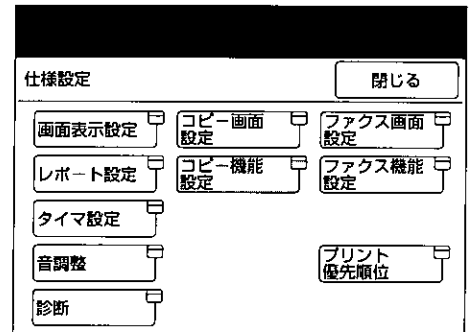 仕様設定
閉じる
画面表示設定
コピー画面
設定
ファクス画面
設定
レポート設定
コピー機能
設定
ファクス機能
設定
タイマ設定
音調整
プリント
優先順位
診断